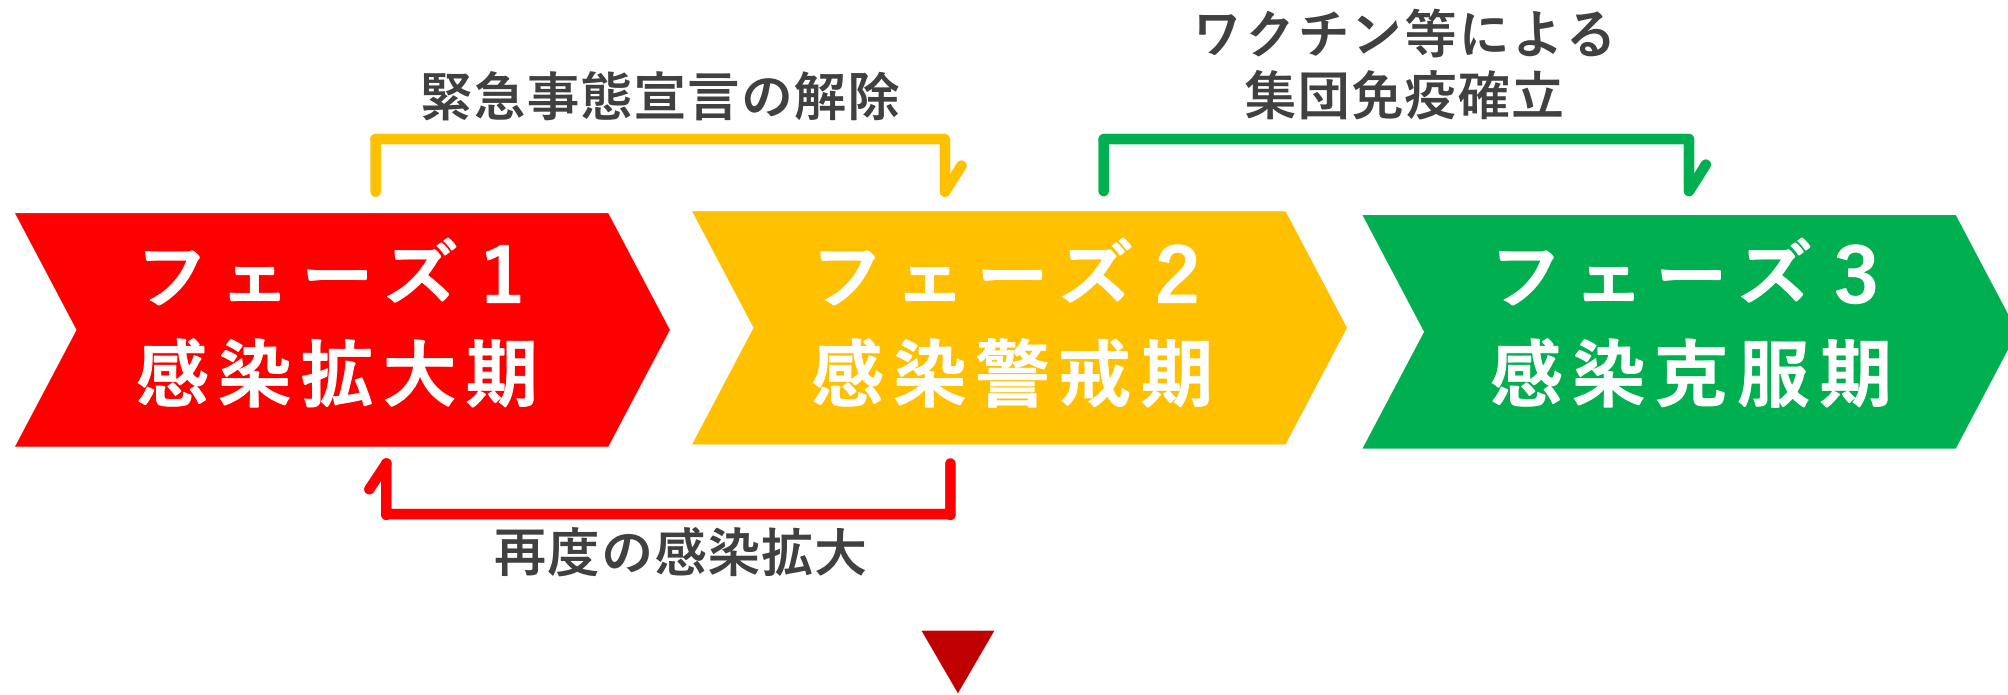 ワクチン等による
緊急事態宣言の解除
集団免疫確立
フェーズ1
感染拡大期
フェーズ2
感染警戒期
フェーズ3
感染克服期
再度の感染拡大